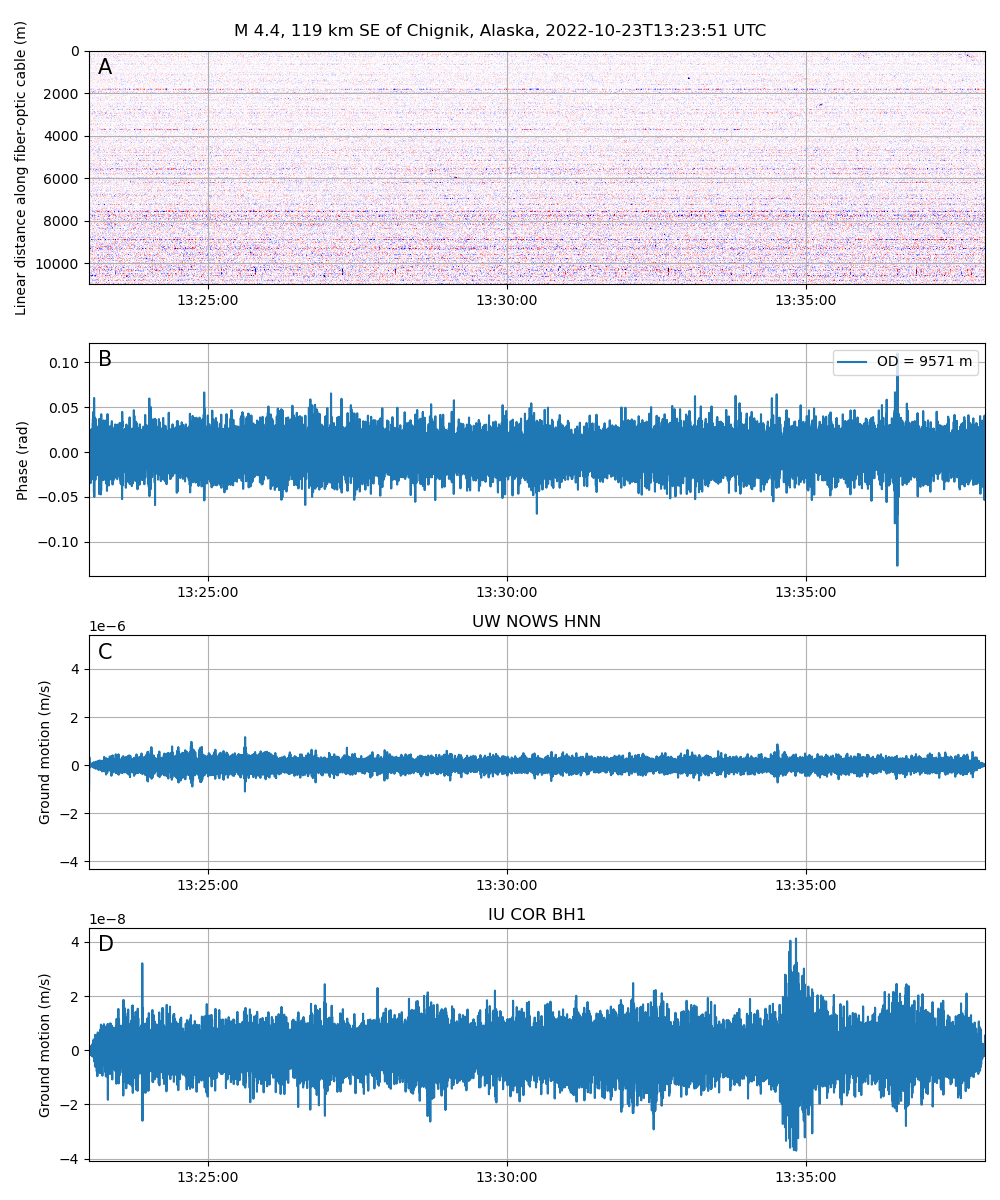 M 4.4, 119 km SE of Chignik, Alaska, 2022-10-23T13:23:51 UTC
A
Linear distance along fiber-optic cable (m)
0
2000
4000
6000
8000
10000
13:25:00 13:30:00 13:35:00
B
OD = 9571 m
Phase (rad)
0.10
0.05
0.00
−0.05
−0.10
13:25:00 13:30:00 13:35:00
UW NOWS HNN
1e−6
C
Ground motion (m/s)
4
2
0
−2
−4
13:25:00 13:30:00 13:35:00
IU COR BH1
1e−8
D
Ground motion (m/s)
4
2
0
−2
−4
13:25:00 13:30:00 13:35:00